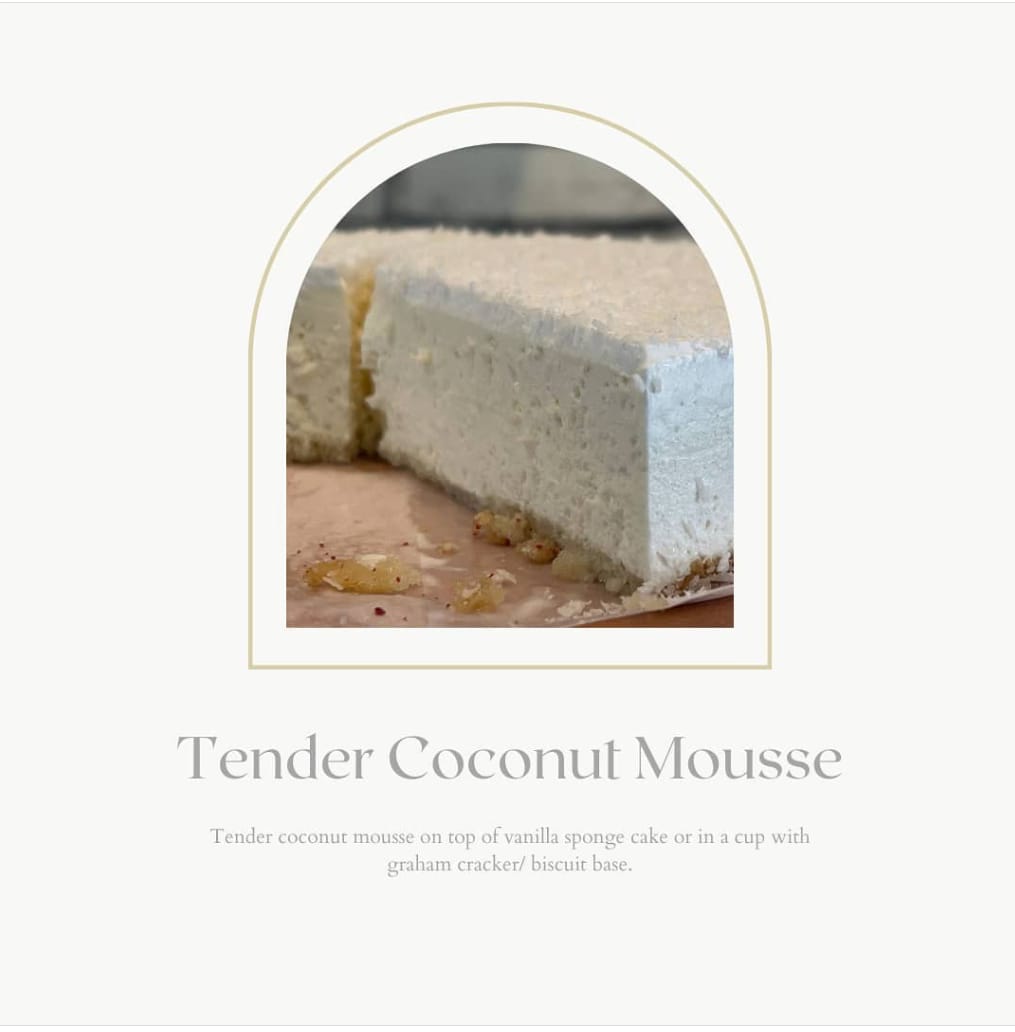 Tender Coconut Mousse
Tender coconut mousse on top of vanilla sponge cake or in a cup with
graham cracker/ biscuit base.